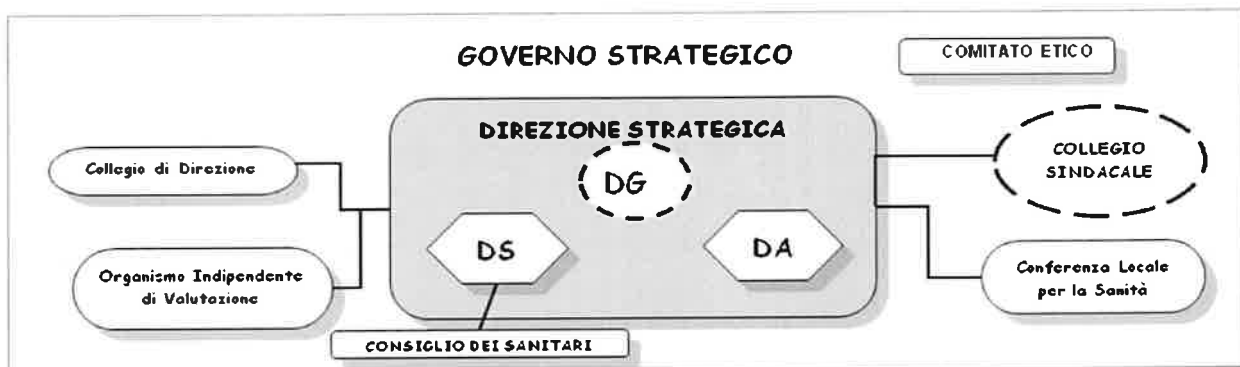 GOVERNO STRATEGICO
COMITATO ETICO
DIREZIONE STRATEGICA
Collegio di Direzione
DG
COLLEGIO
SINDACALE
DS
DA
Organismo Indipendente
di Valutazione
Conferenza Locale
per la Sanità
CONSIGLIO DEI SANITARI